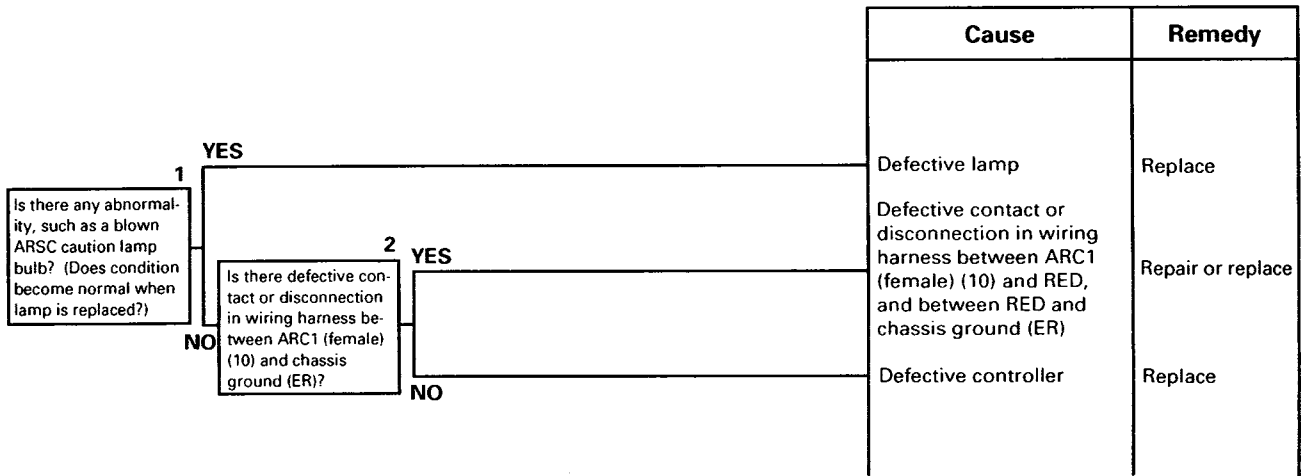 Cause Remedy
YES
1
Is there any abnormal-
ity, such as a blown
ARSC caution lamp
bulb? (Does condition
become normal when
lamp is replaced?)
NO
2
Is there defective con-
tact or disconnection
in wiring harness be-
tween ARC1 (female)
(10) and chassis
ground (ER)?
YES
NO
Defective lamp Replace
Defective contact or
disconnection in wiring
harness between ARC1
(female) (10) and RED,
and between RED and
chassis ground (ER)
Repair or replace
Defective controller Replace